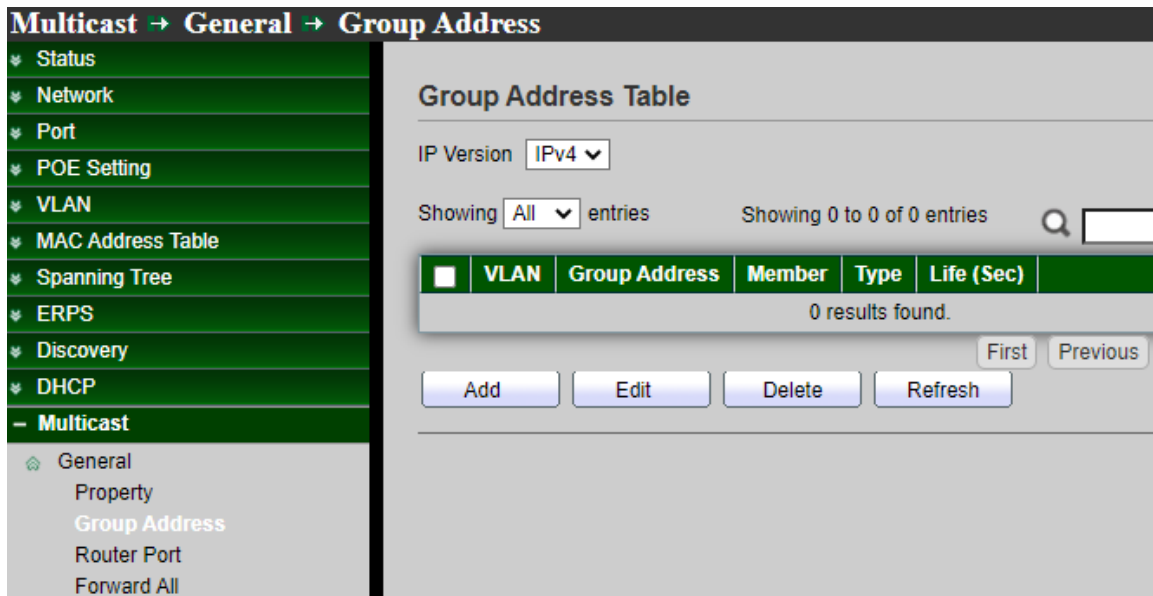 Multicast → General → Group Address
Status
Network
Port
POE Setting
VLAN
MAC Address Table
Spanning Tree
ERPS
Discovery
DHCP
Multicast
General
Property
Group Address
Router Port
Forward All
Group Address Table
IP Version IPv4
Showing All entries Showing 0 to 0 of 0 entries
VLAN Group Address Member Type Life (Sec)
0 results found.
First Previous
Add Edit Delete Refresh